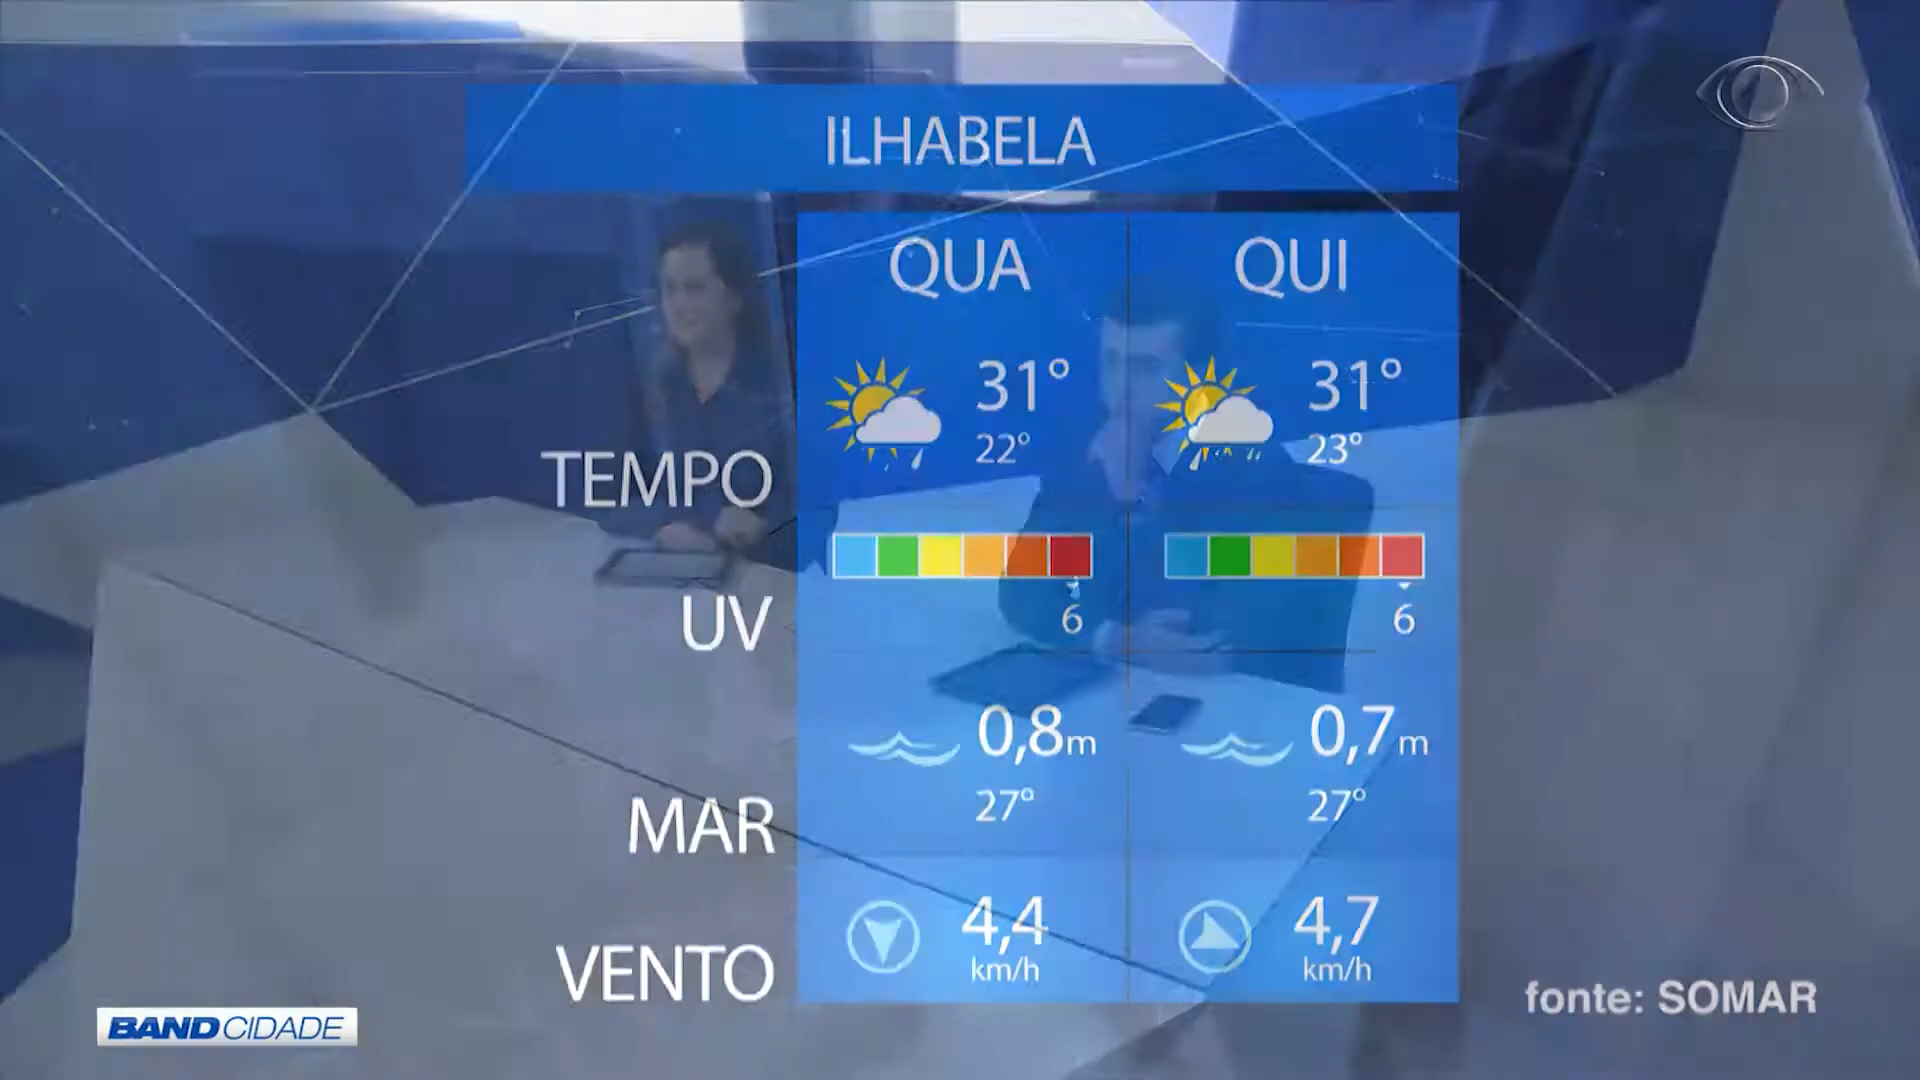 ILHABELA
QUA QUI
31° 31°
22° 23°
TEMPO
UV
6 6
0,8m 0,7m
MAR
27° 27°
4,4 4,7
km/h km/h
VENTO
BAND CIDADE
fonte: SOMAR